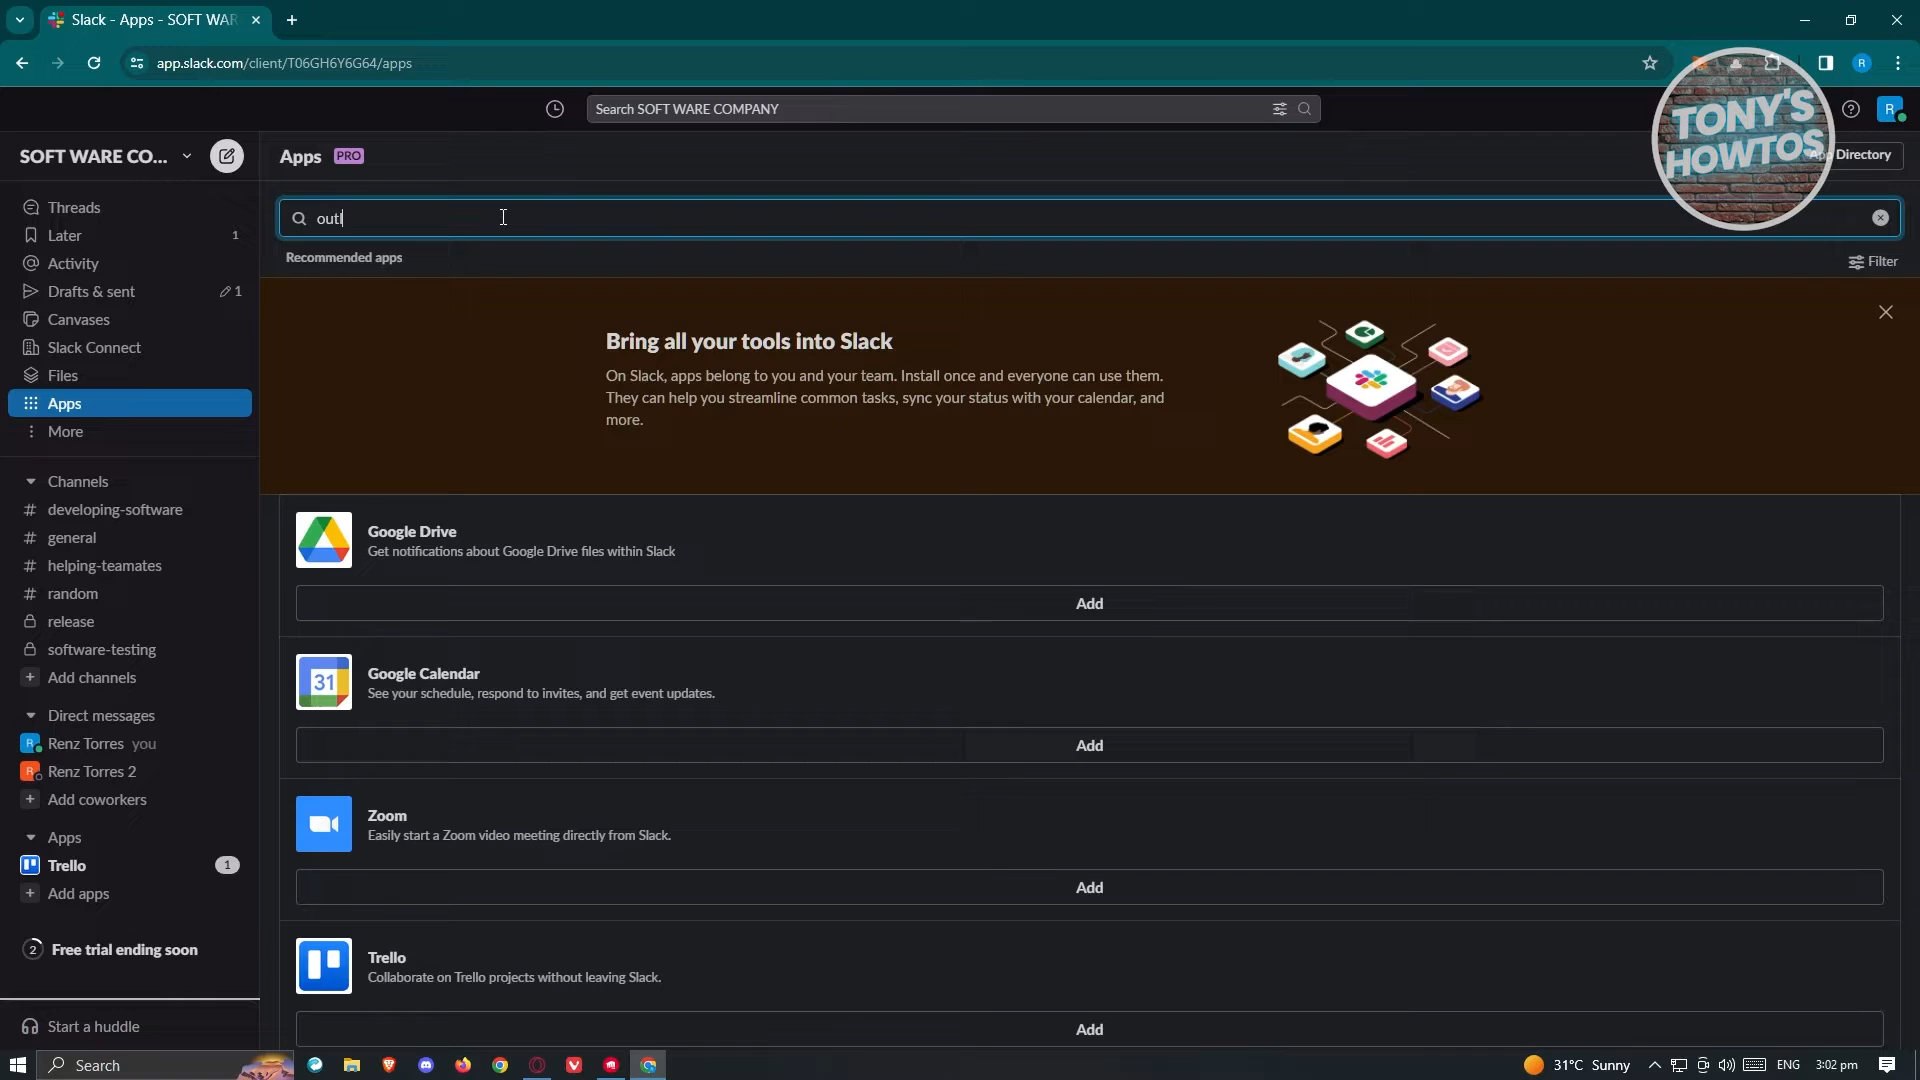 Slack - Apps - SOFT WAR
app.slack.com/client/T06GH6Y6G64/apps
R
Search SOFT WARE COMPANY
R
TONY'S
HOWTOS
SOFT WARE CO...
Apps PRO
App Directory
outl
Recommended apps
Filter
Threads
Later 1
Activity
Drafts & sent 1
Canvases
Slack Connect
Files
Apps
More
Bring all your tools into Slack
On Slack, apps belong to you and your team. Install once and everyone can use them.
They can help you streamline common tasks, sync your status with your calendar, and
more.
Channels
# developing-software
# general
# helping-teamates
# random
release
software-testing
+ Add channels
Direct messages
R Renz Torres you
R Renz Torres 2
+ Add coworkers
Apps
Trello 1
+ Add apps
2 Free trial ending soon
Start a huddle
Google Drive
Get notifications about Google Drive files within Slack
Add
31
Google Calendar
See your schedule, respond to invites, and get event updates.
Add
Zoom
Easily start a Zoom video meeting directly from Slack.
Add
Trello
Collaborate on Trello projects without leaving Slack.
Add
Search
31°C Sunny
ENG
3:02 pm